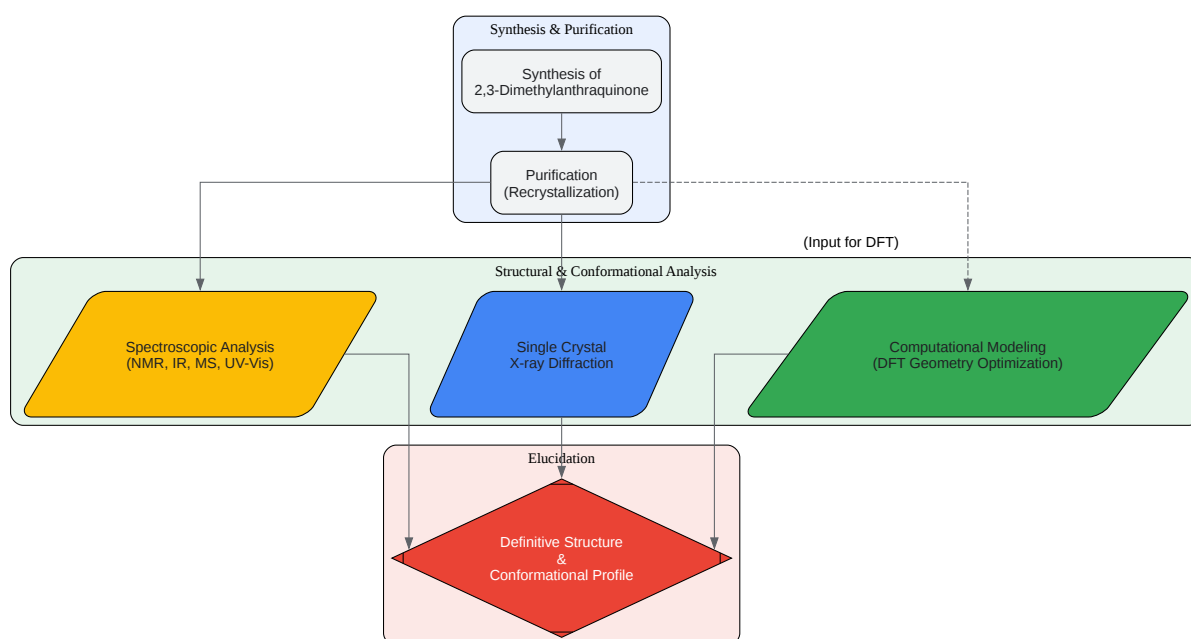 Synthesis & Purification
Synthesis of
2,3-Dimethylanthraquinone
Purification
(Recrystallization)
(Input for DFT)
Structural & Conformational Analysis
Spectroscopic Analysis
(NMR, IR, MS, UV-Vis)
Single Crystal
X-ray Diffraction
Computational Modeling
(DFT Geometry Optimization)
Elucidation
Definitive Structure
&
Conformational Profile